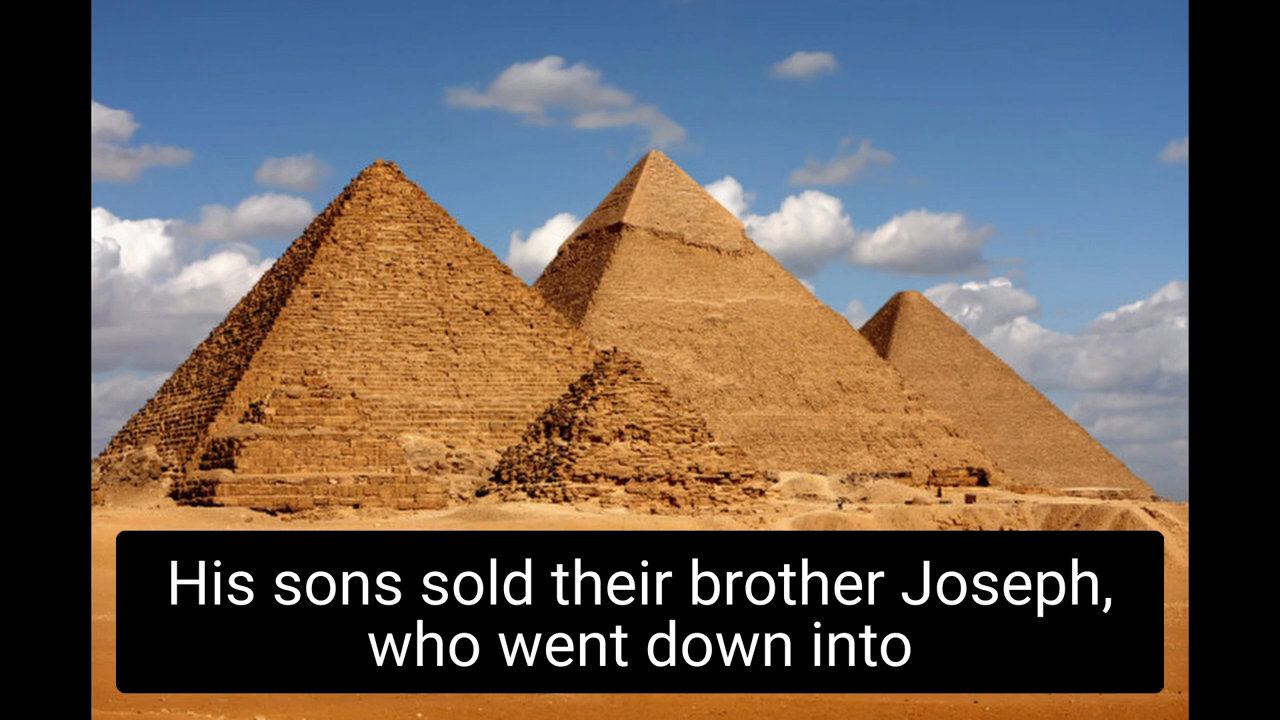 His sons sold their brother Joseph,
who went down into